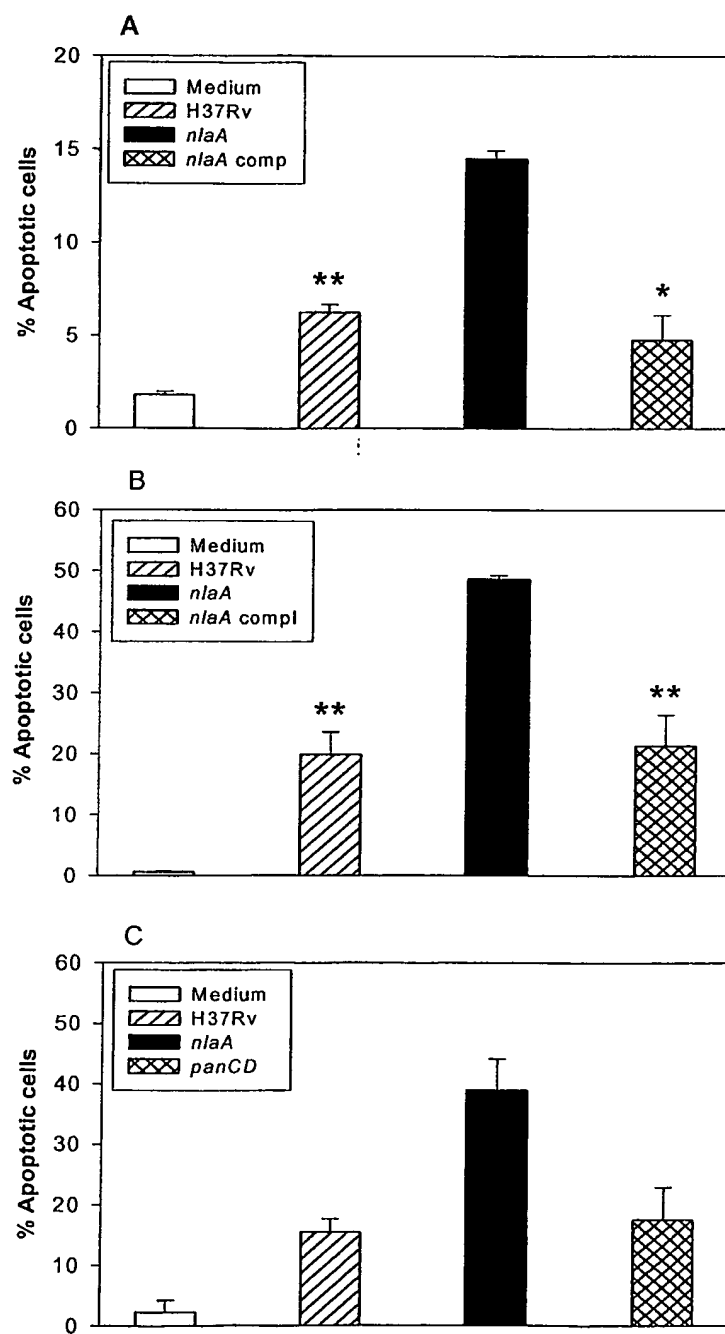 A
% Apoptotic cells
20
15
10
5
0
Medium
H37Rv
nlaA
nlaA comp
**
*
B
% Apoptotic cells
60
50
40
30
20
10
0
Medium
H37Rv
nlaA
nlaA compl
**
**
C
% Apoptotic cells
60
50
40
30
20
10
0
Medium
H37Rv
nlaA
panCD